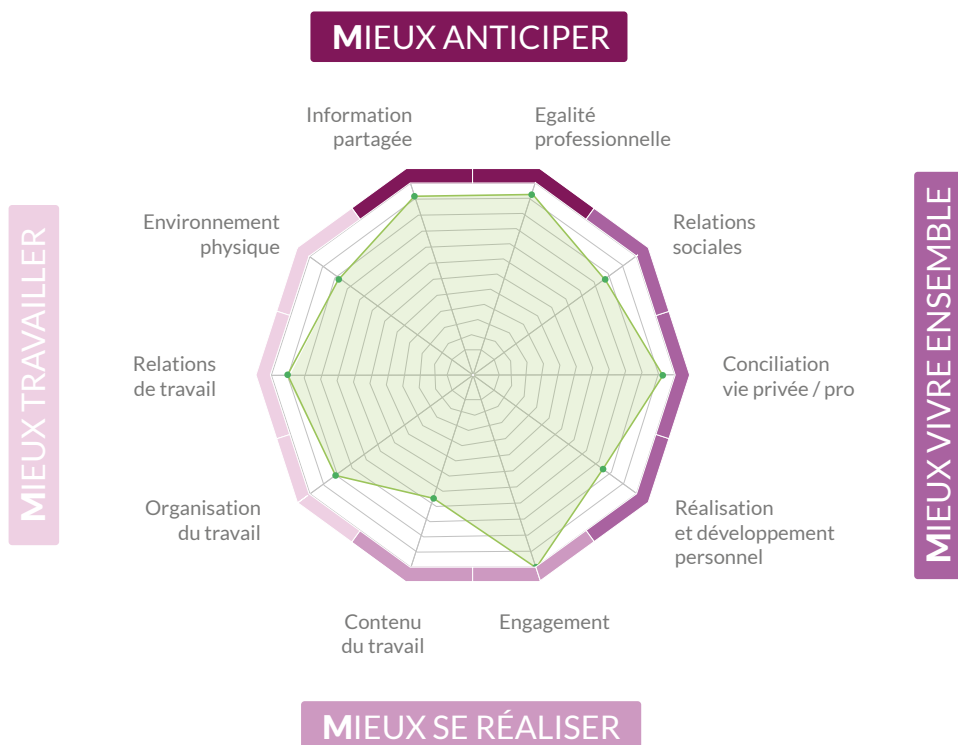 MIEUX ANTICIPER
Information
partagée
Egalité
professionnelle
Environnement
physique
Relations
sociales
MIEUX TRAVAILLER
MIEUX VIVRE ENSEMBLE
Relations
de travail
Conciliation
vie privée / pro
Organisation
du travail
Réalisation
et développement
personnel
Contenu
du travail
Engagement
MIEUX SE RÉALISER